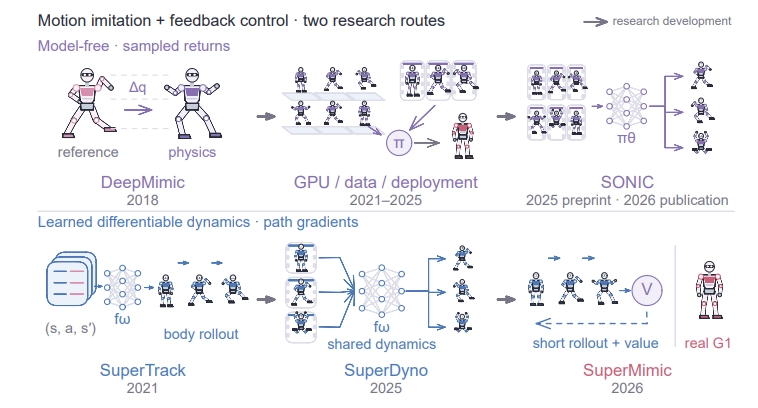 Motion imitation + feedback control · two research routes
research development
Model-free · sampled returns
Δq
reference
physics
π
πθ
DeepMimic
2018
GPU / data / deployment
2021–2025
SONIC
2025 preprint · 2026 publication
Learned differentiable dynamics · path gradients
(s, a, s′)
fω
body rollout
fω
shared dynamics
V
short rollout + value
real G1
SuperTrack
2021
SuperDyno
2025
SuperMimic
2026